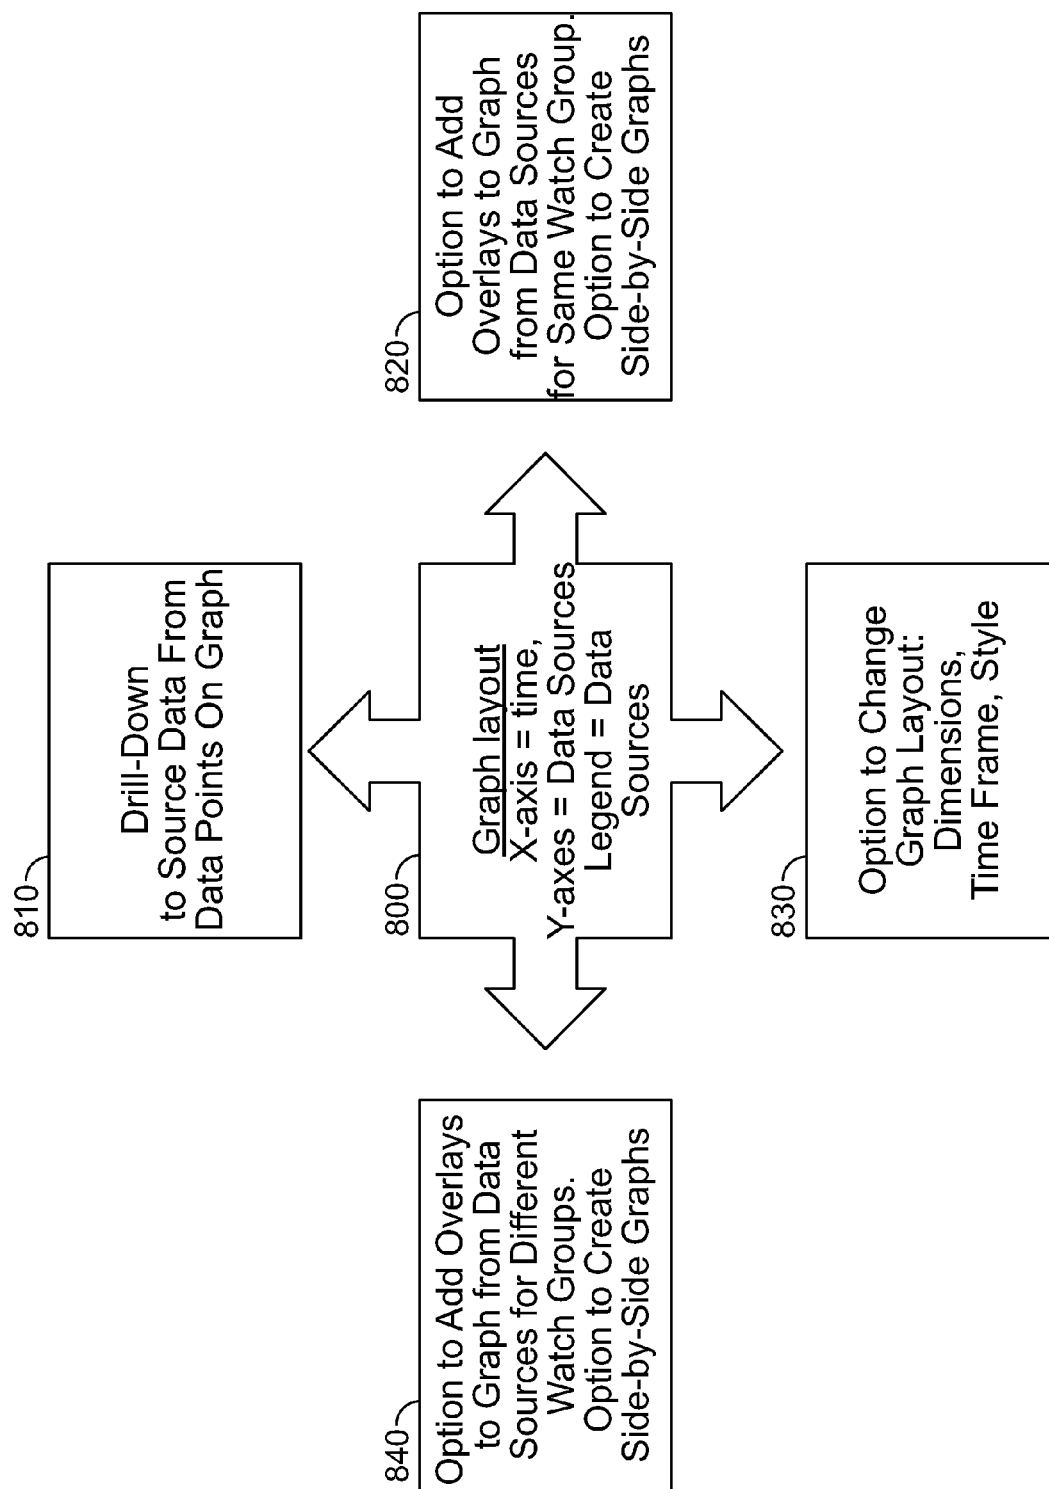 810
Drill-Down
to Source Data From
Data Points On Graph
840
Option to Add Overlays
to Graph from Data
Sources for Different
Watch Groups.
Option to Create
Side-by-Side Graphs
800
Graph layout
X-axis = time,
Y-axes = Data Sources
Legend = Data
Sources
820
Option to Add
Overlays to Graph
from Data Sources
for Same Watch Group.
Option to Create
Side-by-Side Graphs
830
Option to Change
Graph Layout:
Dimensions,
Time Frame, Style